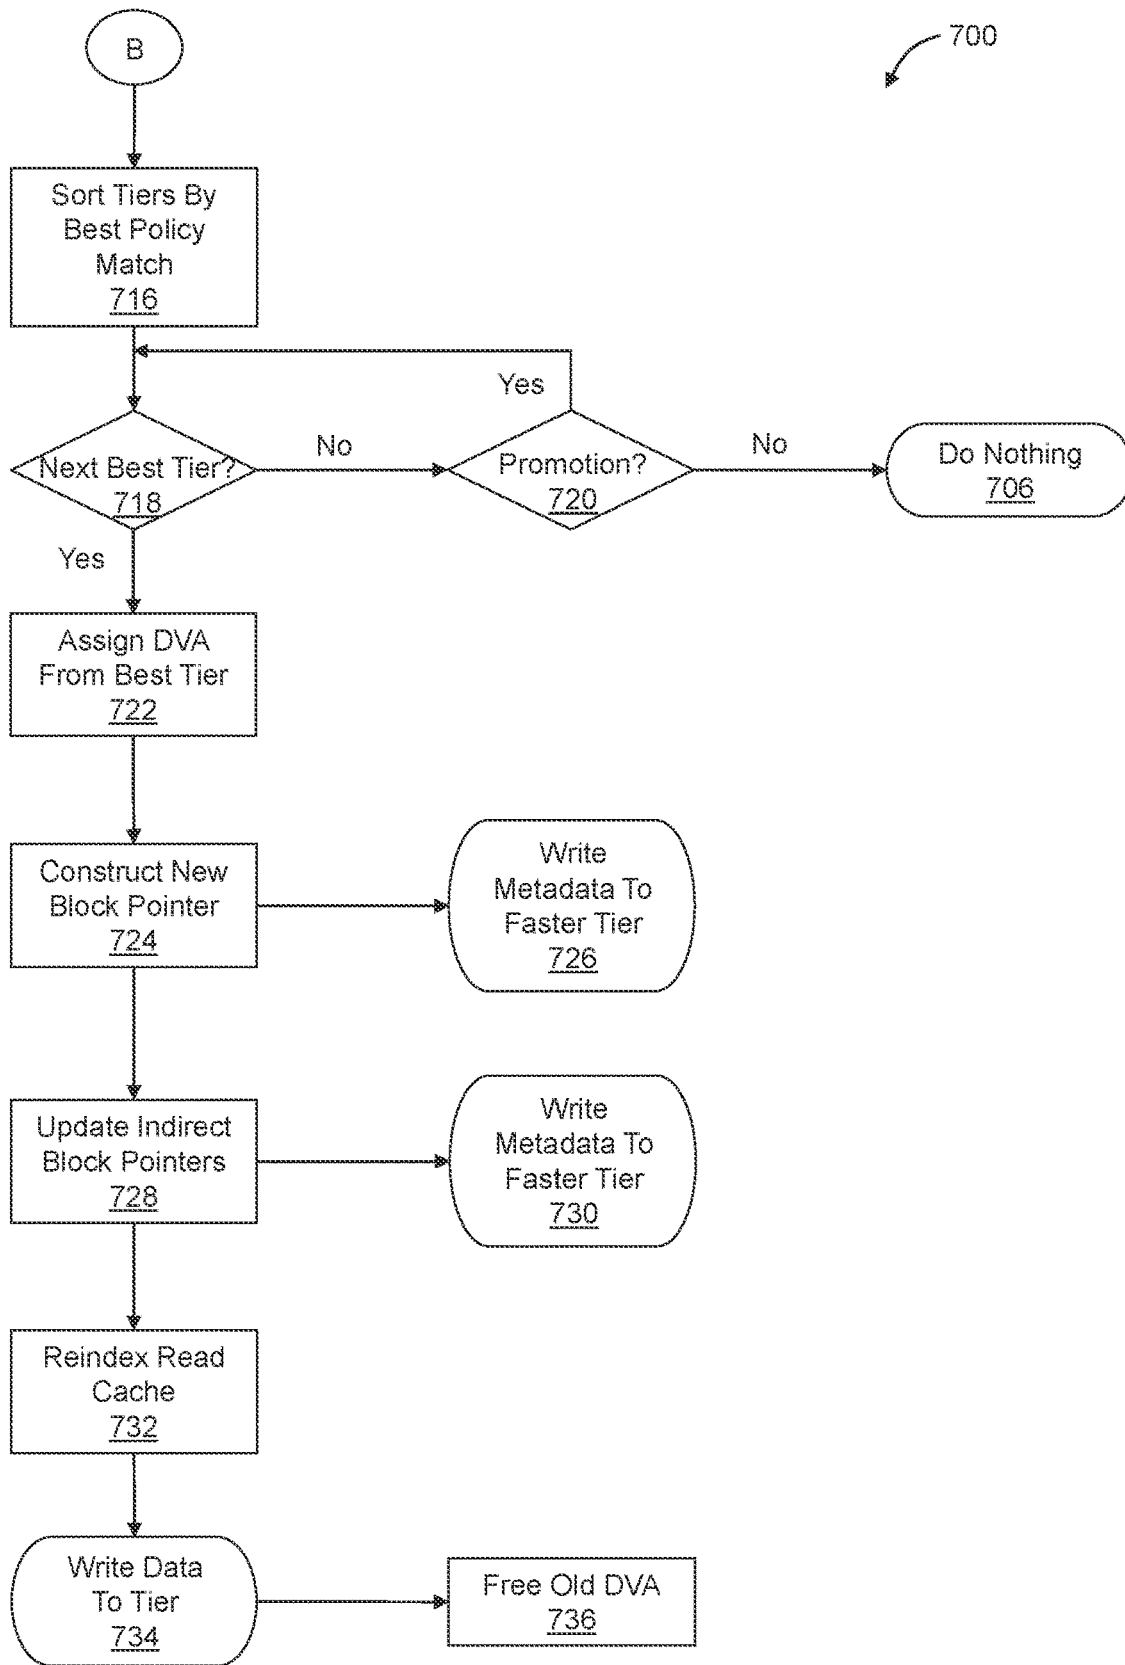 B
700
Sort Tiers By
Best Policy
Match
716
Yes
Next Best Tier?
718
No
Promotion?
720
No
Do Nothing
706
Yes
Assign DVA
From Best Tier
722
Construct New
Block Pointer
724
Write
Metadata To
Faster Tier
726
Update Indirect
Block Pointers
728
Write
Metadata To
Faster Tier
730
Reindex Read
Cache
732
Write Data
To Tier
734
Free Old DVA
736